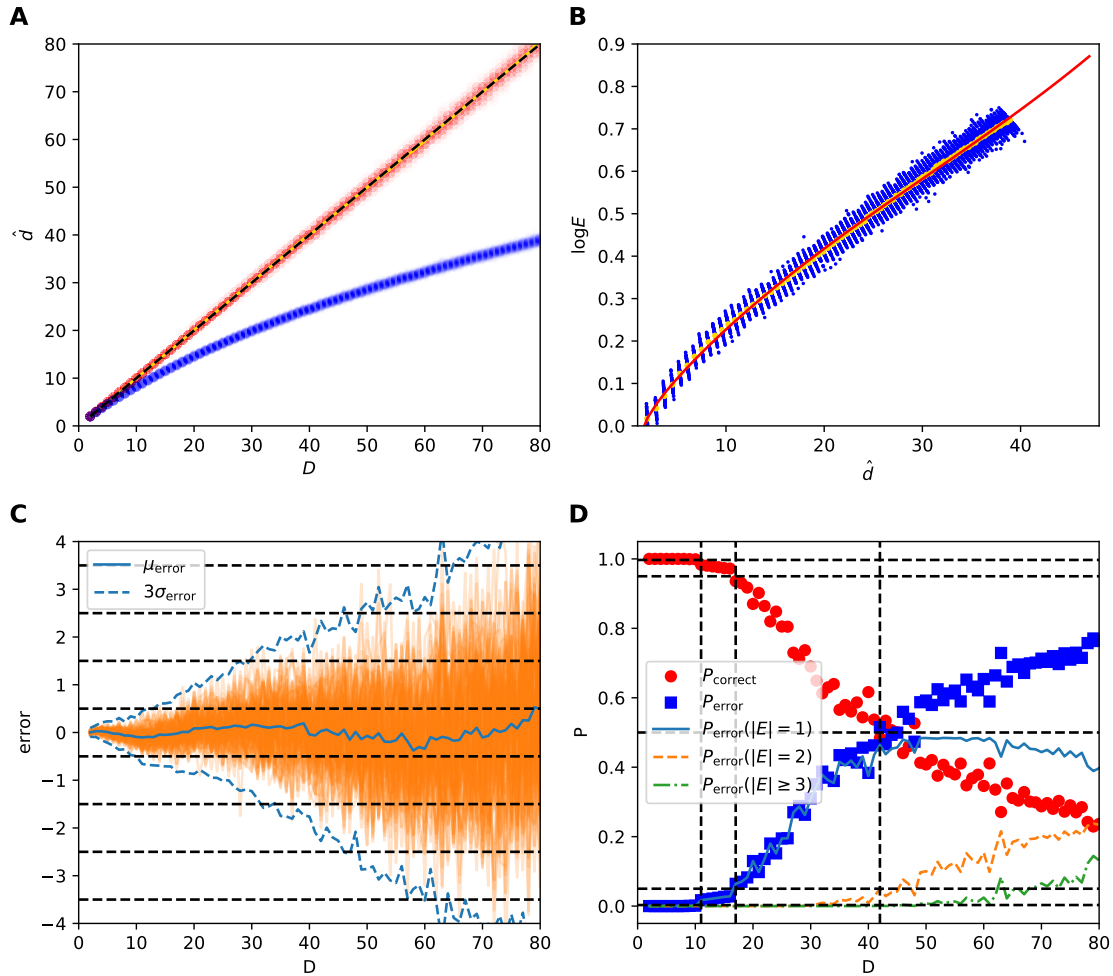 A
80
70
60
50
40
30
20
10
0
d̂
0 10 20 30 40 50 60 70 80
D
B
0.9
0.8
0.7
0.6
0.5
0.4
0.3
0.2
0.1
0.0
logE
10 20 30 40
d̂
C
4
3
2
1
0
−1
−2
−3
−4
error
μerror
3σerror
0 10 20 30 40 50 60 70 80
D
D
1.0
0.8
0.6
0.4
0.2
0.0
P
Pcorrect
Perror
Perror(|E| = 1)
Perror(|E| = 2)
Perror(|E| ≥ 3)
0 10 20 30 40 50 60 70 80
D